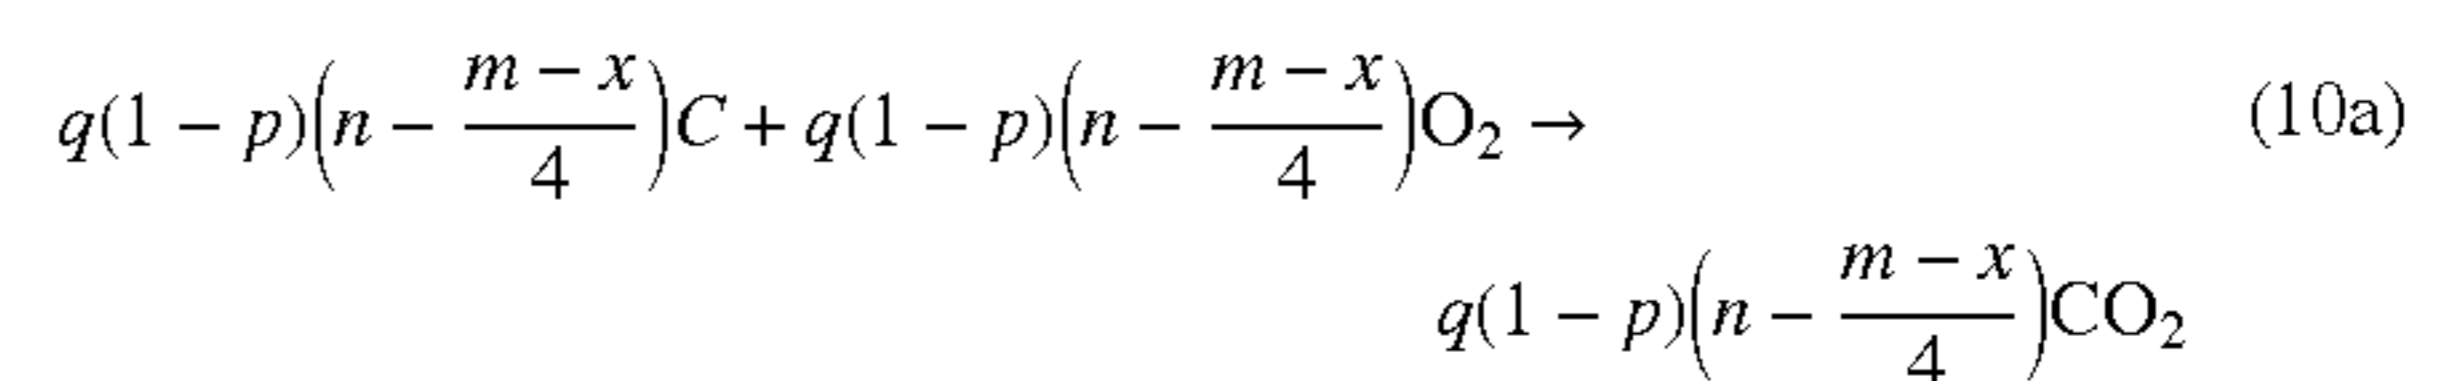 q(1 − p)(n − (m − x)/4)C + q(1 − p)(n − (m − x)/4)O₂ → (10a)
q(1 − p)(n − (m − x)/4)CO₂